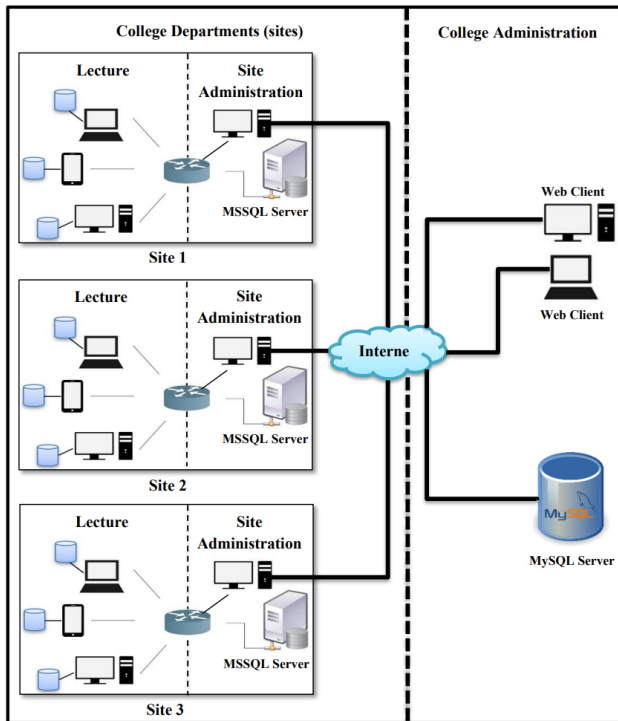 College Departments (sites)
College Administration
Lecture
Site
Administration
MSSQL Server
Site 1
Lecture
Site
Administration
MSSQL Server
Site 2
Lecture
Site
Administration
MSSQL Server
Site 3
Interne
Web Client
Web Client
MySQL
MySQL Server